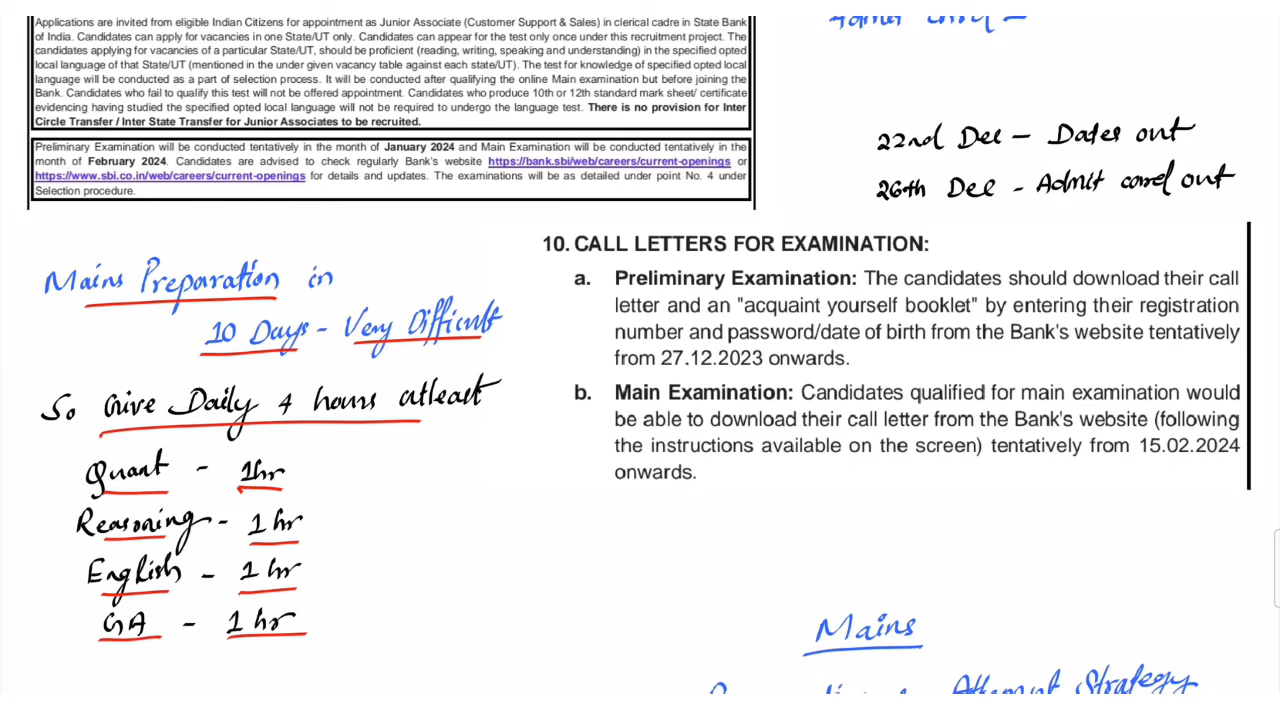 Applications are invited from eligible Indian Citizens for appointment as Junior Associate (Customer Support & Sales) in clerical cadre in State Bank
of India. Candidates can apply for vacancies in one State/UT only. Candidates can appear for the test only once under this recruitment project. The
candidates applying for vacancies of a particular State/UT, should be proficient (reading, writing, speaking and understanding) in the specified opted
local language of that State/UT (mentioned in the under given vacancy table against each state/UT). The test for knowledge of specified opted local
language will be conducted as a part of selection process. It will be conducted after qualifying the online Main examination but before joining the
Bank. Candidates who fail to qualify this test will not be offered appointment. Candidates who produce 10th or 12th standard mark sheet/ certificate
evidencing having studied the specified opted local language will not be required to undergo the language test. There is no provision for Inter
Circle Transfer / Inter State Transfer for Junior Associates to be recruited.
Preliminary Examination will be conducted tentatively in the month of January 2024 and Main Examination will be conducted tentatively in the
month of February 2024. Candidates are advised to check regularly Bank's website https://bank.sbi/web/careers/current-openings or
https://www.sbi.co.in/web/careers/current-openings for details and updates. The examinations will be as detailed under point No. 4 under
Selection procedure.
22nd Dec - Dates out
26th Dec - Admit card out
Mains Preparation in
10 Days - Very Difficult
So Give Daily 4 hours atleast
Quant - 1hr
Reasoning - 1 hr
English - 1 hr
GA - 1 hr
10. CALL LETTERS FOR EXAMINATION:
a. Preliminary Examination: The candidates should download their call
letter and an "acquaint yourself booklet" by entering their registration
number and password/date of birth from the Bank's website tentatively
from 27.12.2023 onwards.
b. Main Examination: Candidates qualified for main examination would
be able to download their call letter from the Bank's website (following
the instructions available on the screen) tentatively from 15.02.2024
onwards.
Mains
Attempt Strategy